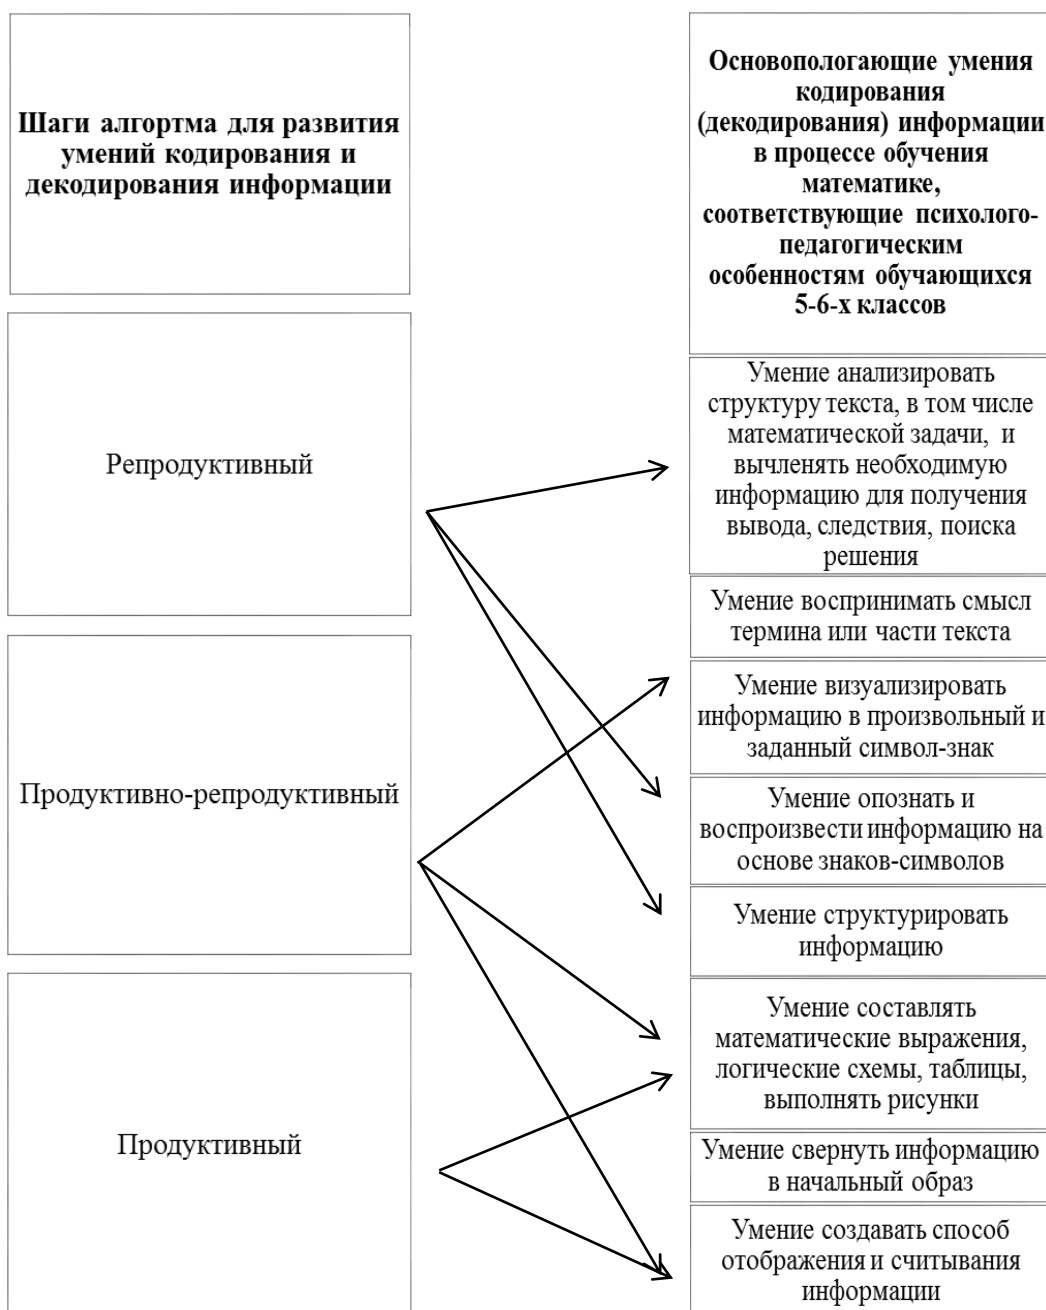 Шаги алгортма для развития
умений кодирования и
декодирования информации
Репродуктивный
Продуктивно-репродуктивный
Продуктивный
Основопологающие умения
кодирования
(декодирования) информации
в процессе обучения
математике,
соответствующие психолого-
педагогическим
особенностям обучающихся
5-6-х классов
Умение анализировать
структуру текста, в том числе
математической задачи, и
вычленять необходимую
информацию для получения
вывода, следствия, поиска
решения
Умение воспринимать смысл
термина или части текста
Умение визуализировать
информацию в произвольный и
заданный символ-знак
Умение опознать и
воспроизвести информацию на
основе знаков-символов
Умение структурировать
информацию
Умение составлять
математические выражения,
логические схемы, таблицы,
выполнять рисунки
Умение свернуть информацию
в начальный образ
Умение создавать способ
отображения и считывания
информации